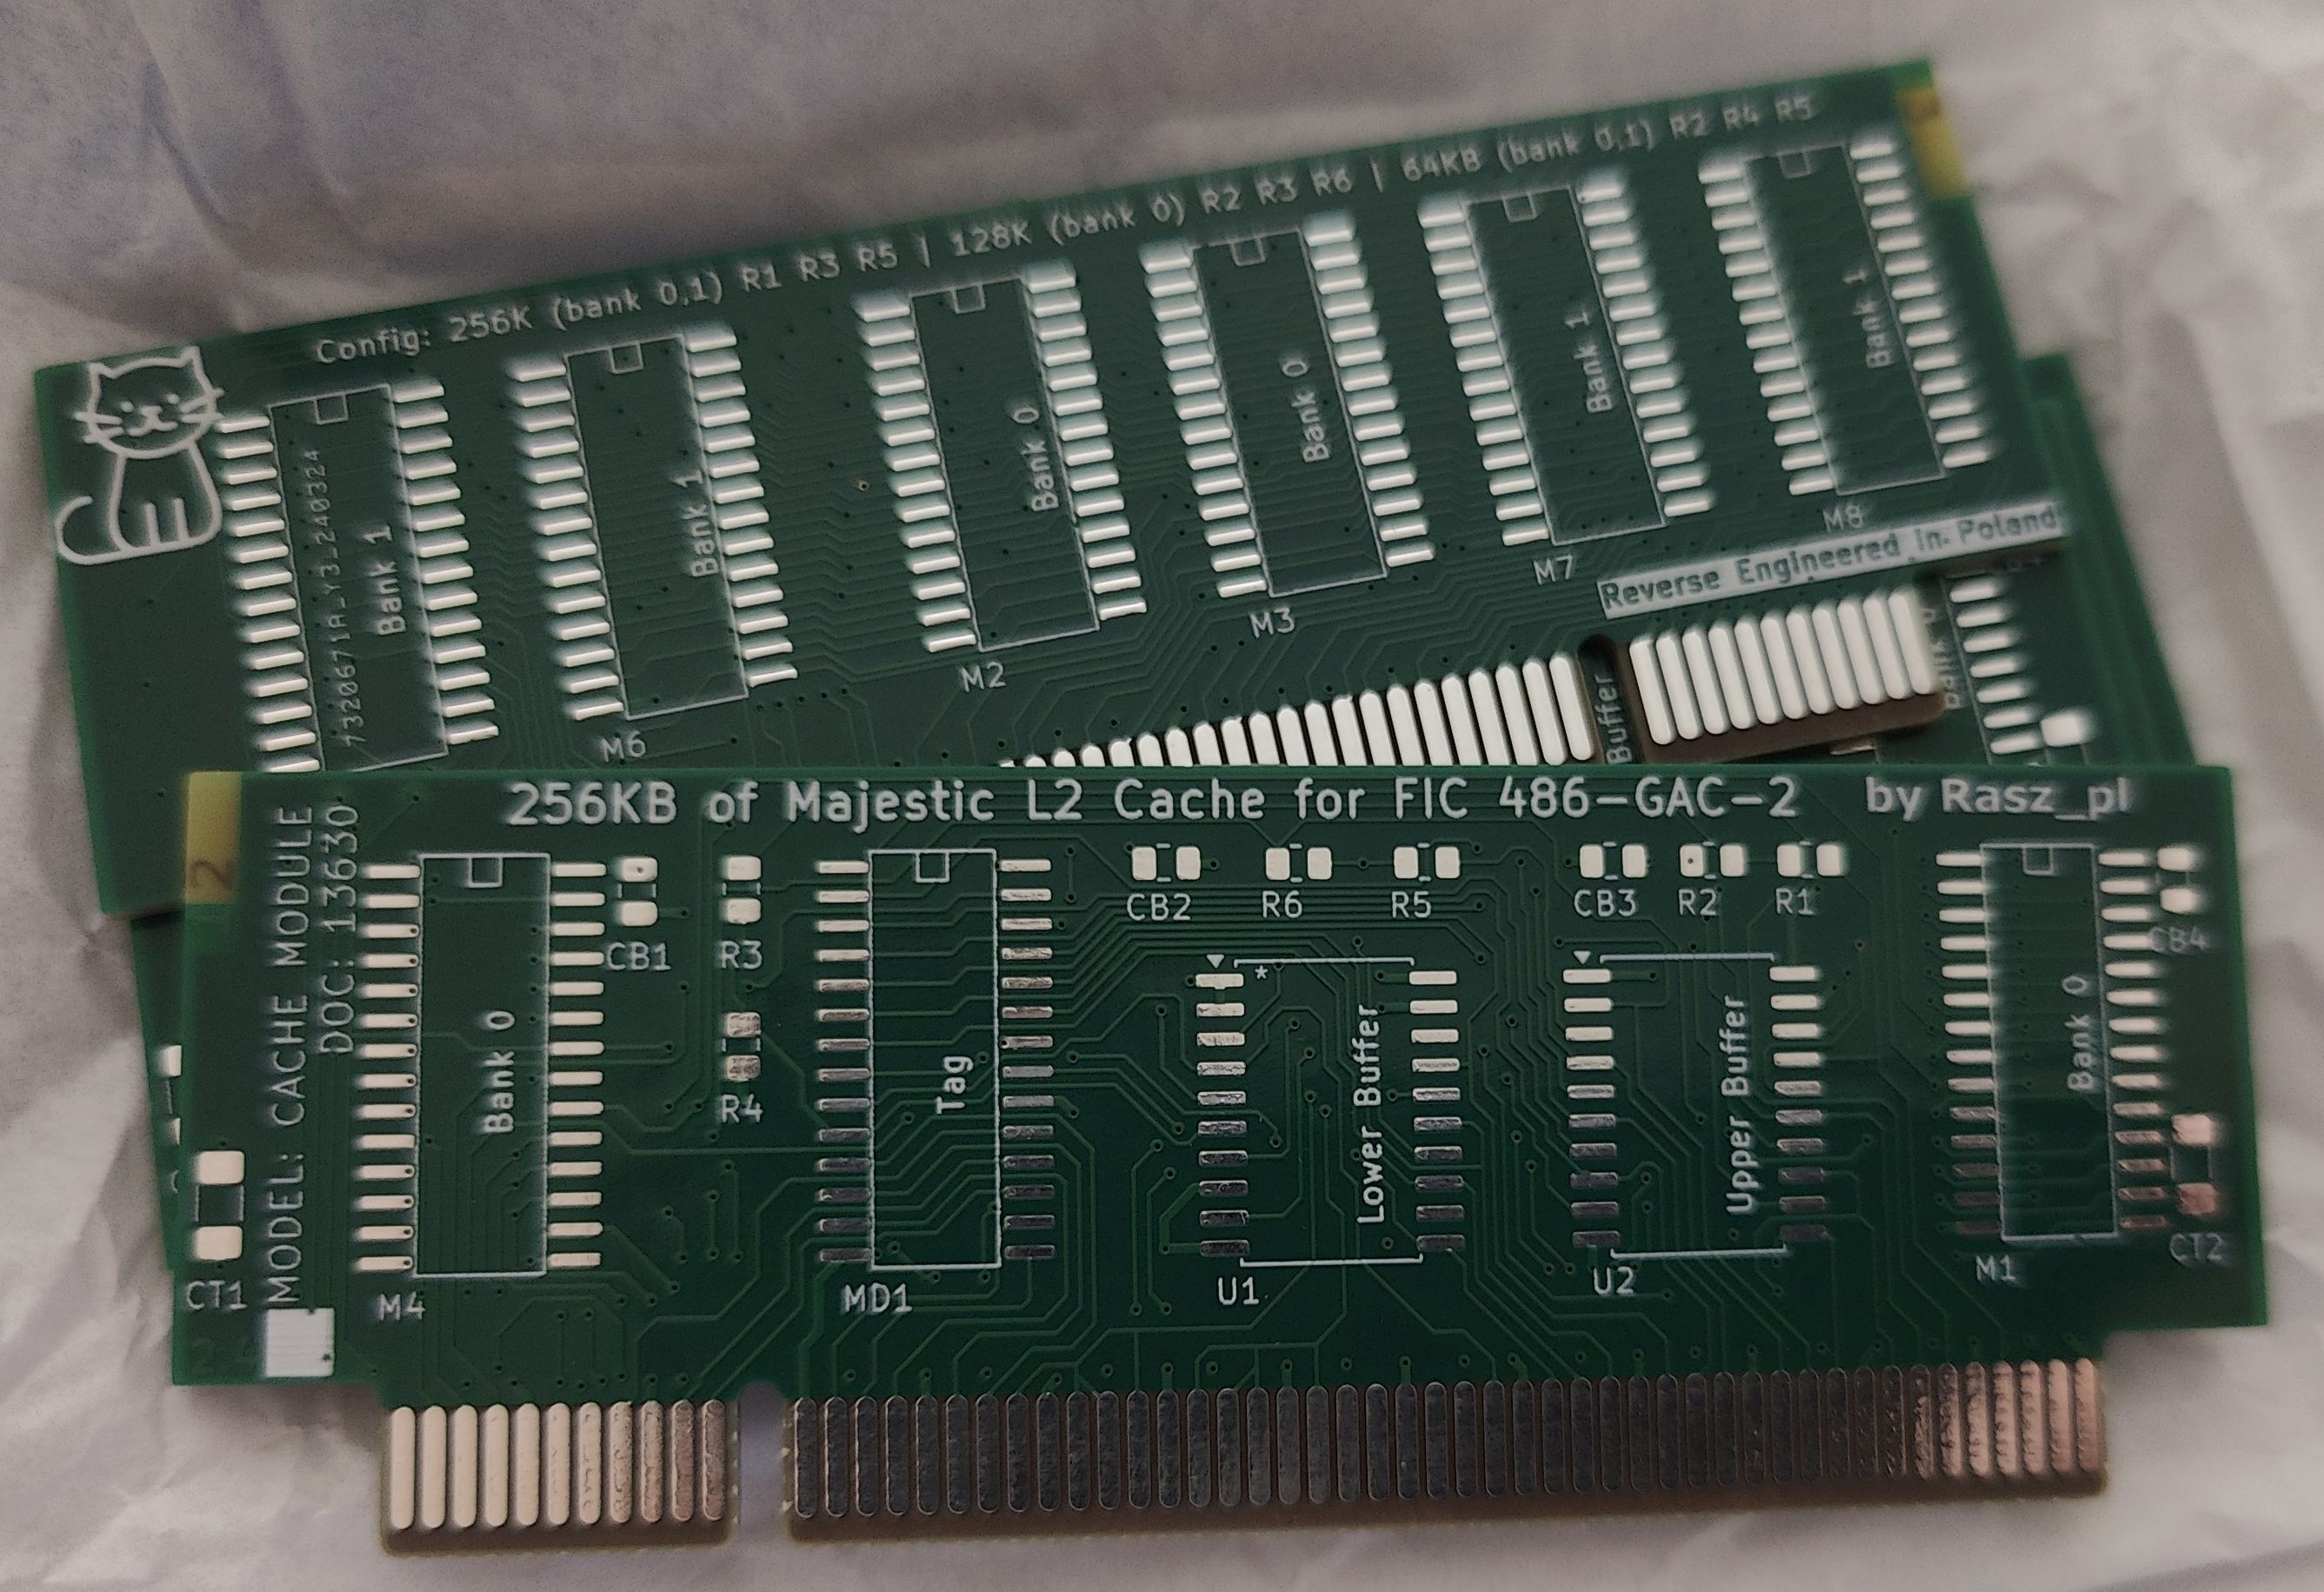 Config: 256K (bank 0,1) R1 R3 R5 | 128K (bank 0) R2 R3 R6 | 64KB (bank 0,1) R2 R4 R5
7320671A_Y3_240324
Bank 1
Bank 1
M6
Bank 0
M2
Bank 0
M3
Bank 1
M7
Bank 1
M8
Reverse Engineered in Poland
Buffer
256KB of Majestic L2 Cache for FIC 486-GAC-2
by Rasz_pl
2
MODEL: CACHE MODULE
DOC: 13630
CT1
Bank 0
M4
CB1
R3
R4
Tag
MD1
CB2
R6
R5
Lower Buffer
*
U1
CB3
R2
R1
Upper Buffer
U2
Bank 0
M1
CB4
CT2